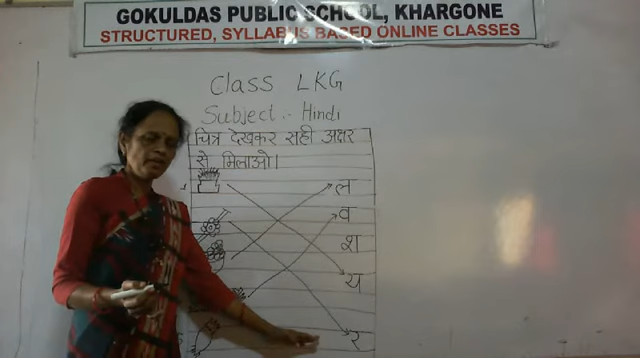 GOKULDAS PUBLIC SCHOOL, KHARGONE
STRUCTURED, SYLLABUS BASED ONLINE CLASSES
Class LKG
Subject :- Hindi
चित्र देखकर सही अक्षर
से मिलाओ।
ल
व
श
य
र